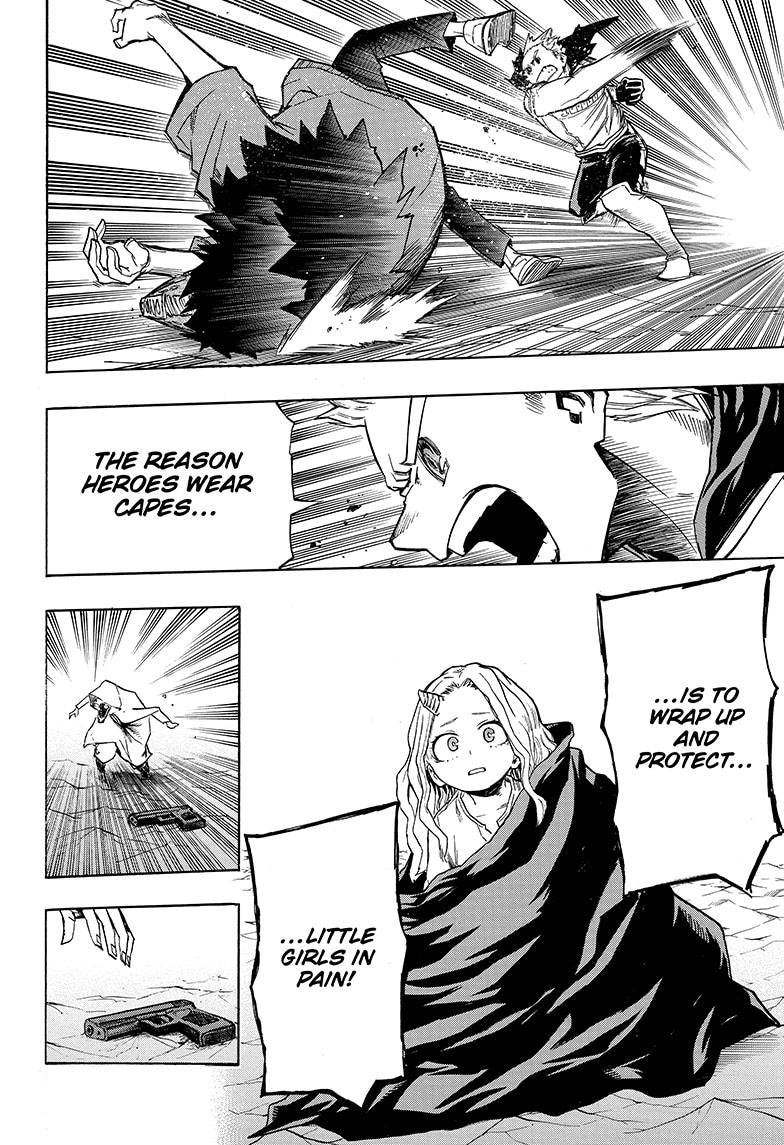 THE REASON
HEROES WEAR
CAPES...
...IS TO
WRAP UP
AND
PROTECT...
...LITTLE
GIRLS IN
PAIN!